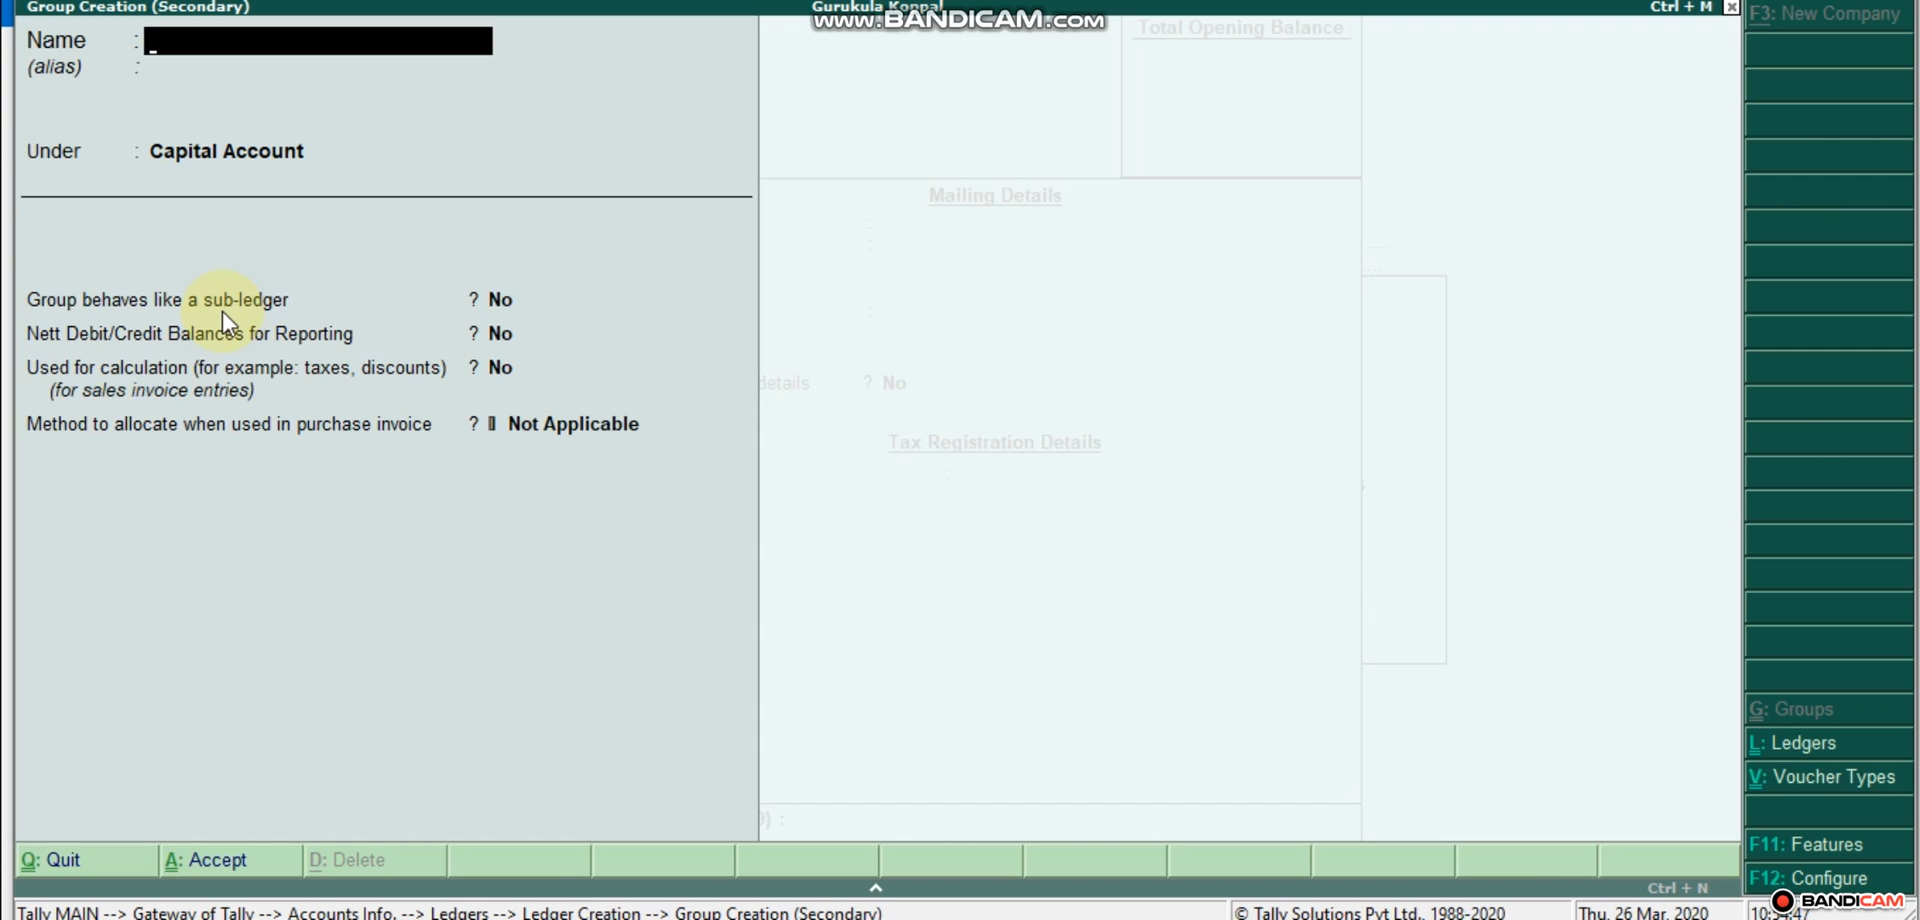 Group Creation (Secondary)
Gurukula Koppal
Ctrl + M
www.BANDICAM.com
F3: New Company
Name :
(alias) :
Total Opening Balance
Under : Capital Account
Mailing Details
Group behaves like a sub-ledger ? No
Nett Debit/Credit Balances for Reporting ? No
Used for calculation (for example: taxes, discounts) ? No
(for sales invoice entries)
details ? No
Method to allocate when used in purchase invoice ? Not Applicable
Tax Registration Details
G: Groups
L: Ledgers
V: Voucher Types
F11: Features
F12: Configure
Q: Quit
A: Accept
D: Delete
Ctrl + N
BANDICAM
Tally MAIN --> Gateway of Tally --> Accounts Info. --> Ledgers --> Ledger Creation --> Group Creation (Secondary)
© Tally Solutions Pvt Ltd., 1988-2020
Thu, 26 Mar, 2020